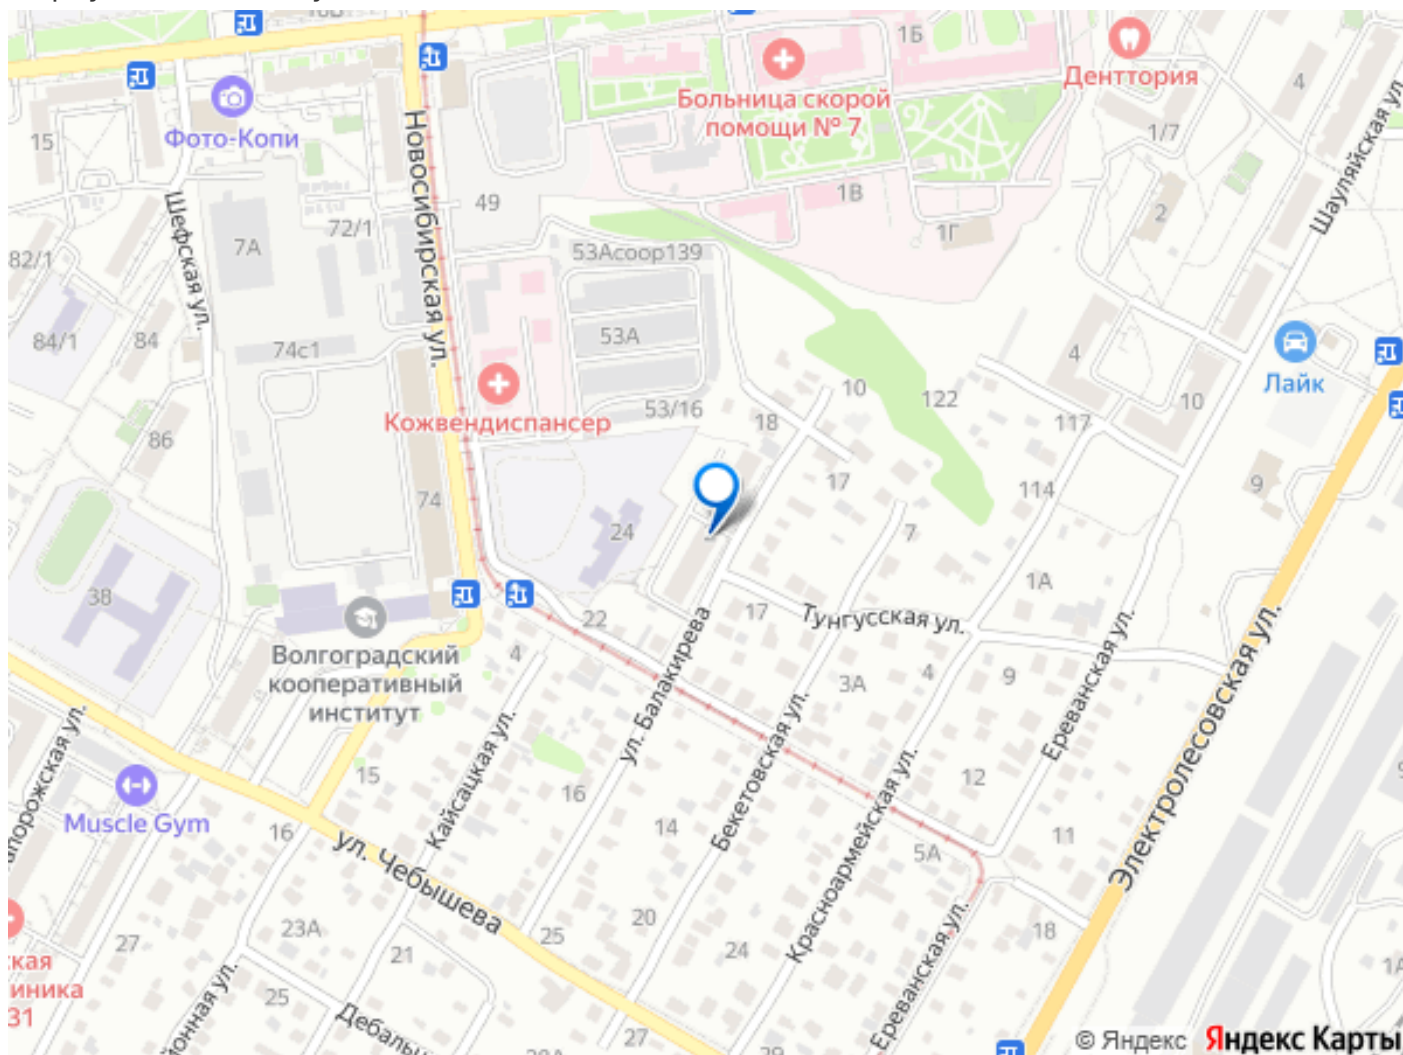 15
Фото-Копи
Новосибирская ул.
Шефская ул.
7А
72/1
49
82/1
84/1
84
86
74с1
74
Больница скорой
помощи № 7
1Б
1В
1Г
Денттория
4
1/7
2
Шауляйская ул.
53Асоор139
53А
53/16
Кожвендиспансер
18
10
122
17
7
4
117
114
10
Лайк
9
24
22
38
Волгоградский
кооперативный
институт
4
17
Тунгусская ул.
1А
3А
4
9
12
Ереванская ул.
Электролесовская ул.
ул. Балакирева
Бекетовская ул.
Красноармейская ул.
Кайсацкая ул.
15
16
14
16
Muscle Gym
ул. Чебышева
5А
11
18
20
24
25
23А
21
25
27
27
Ереванская ул.
1А
31
© Яндекс Яндекс Карты